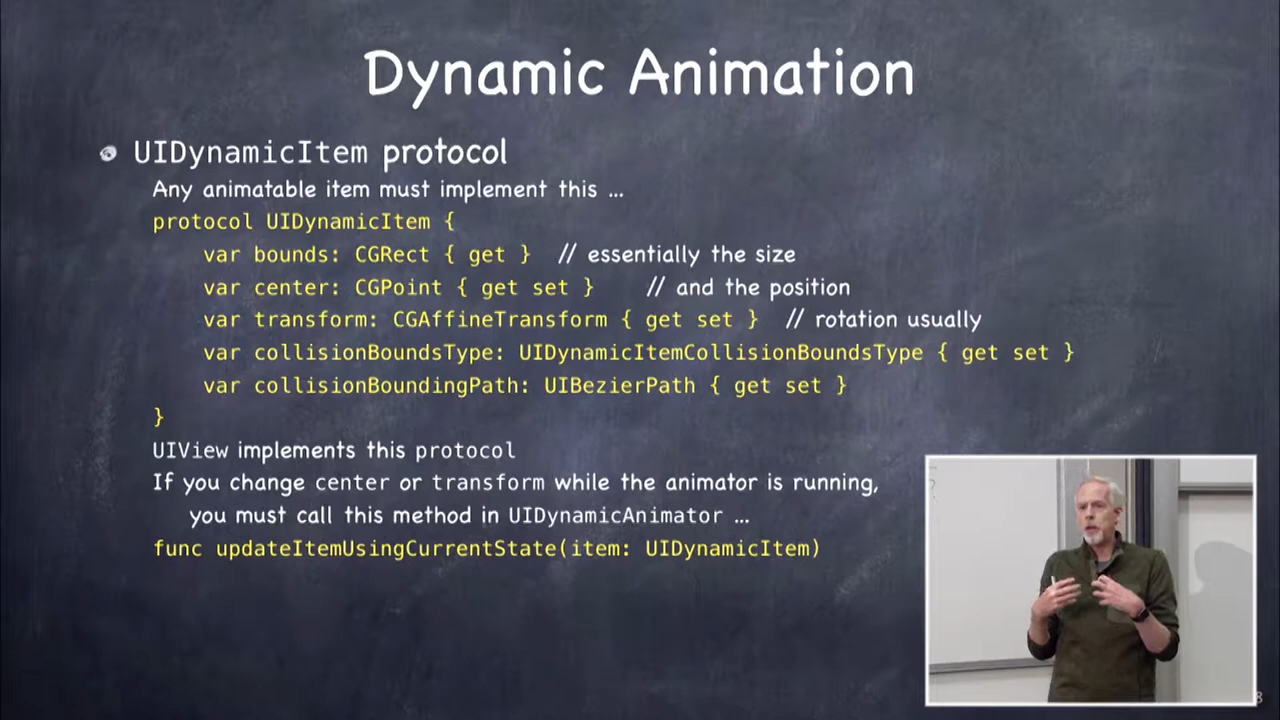 Dynamic Animation
UIDynamicItem protocol
Any animatable item must implement this ...
protocol UIDynamicItem {
var bounds: CGRect { get } // essentially the size
var center: CGPoint { get set } // and the position
var transform: CGAffineTransform { get set } // rotation usually
var collisionBoundsType: UIDynamicItemCollisionBoundsType { get set }
var collisionBoundingPath: UIBezierPath { get set }
}
UIView implements this protocol
If you change center or transform while the animator is running,
you must call this method in UIDynamicAnimator ...
func updateItemUsingCurrentState(item: UIDynamicItem)